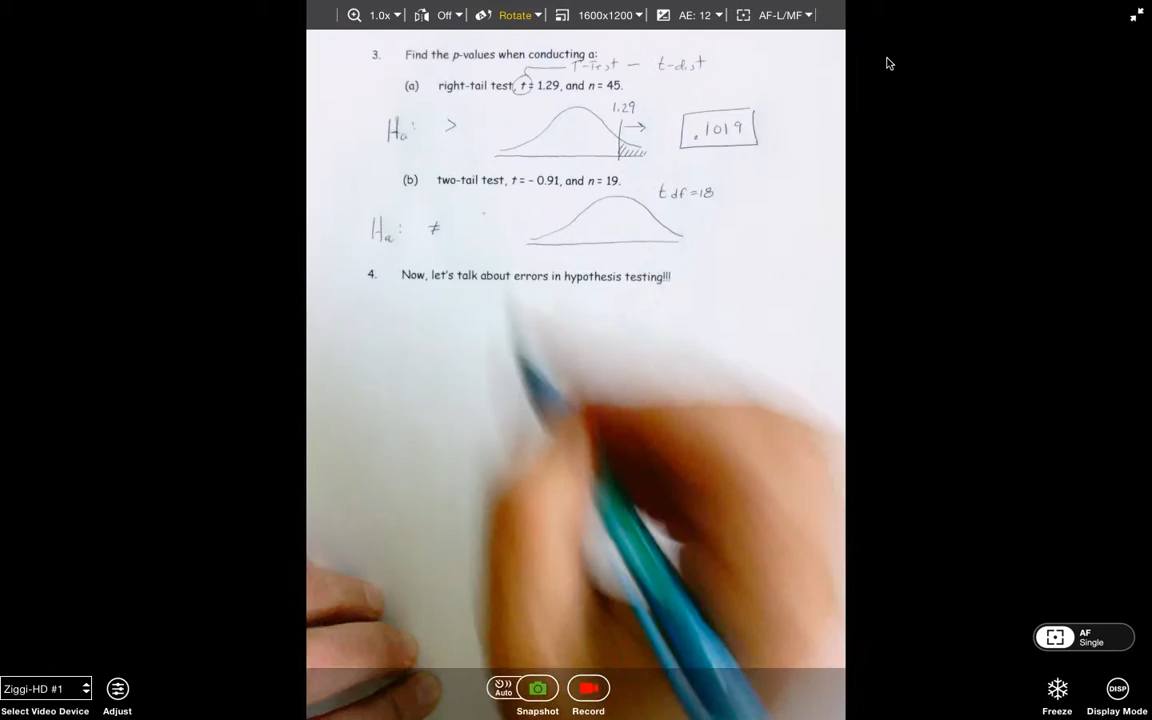 1.0x Off Rotate 1600x1200 AE: 12 AF-L/MF
3. Find the p-values when conducting a:
T-Test - t-dist
(a) right-tail test, t = 1.29, and n = 45.
1.29
Ha: > .1019
(b) two-tail test, t = - 0.91, and n = 19.
t df = 18
Ha: ≠
4. Now, let's talk about errors in hypothesis testing!!!
AF
Single
Ziggi-HD #1
Auto
DISP
Select Video Device Adjust Snapshot Record Freeze Display Mode